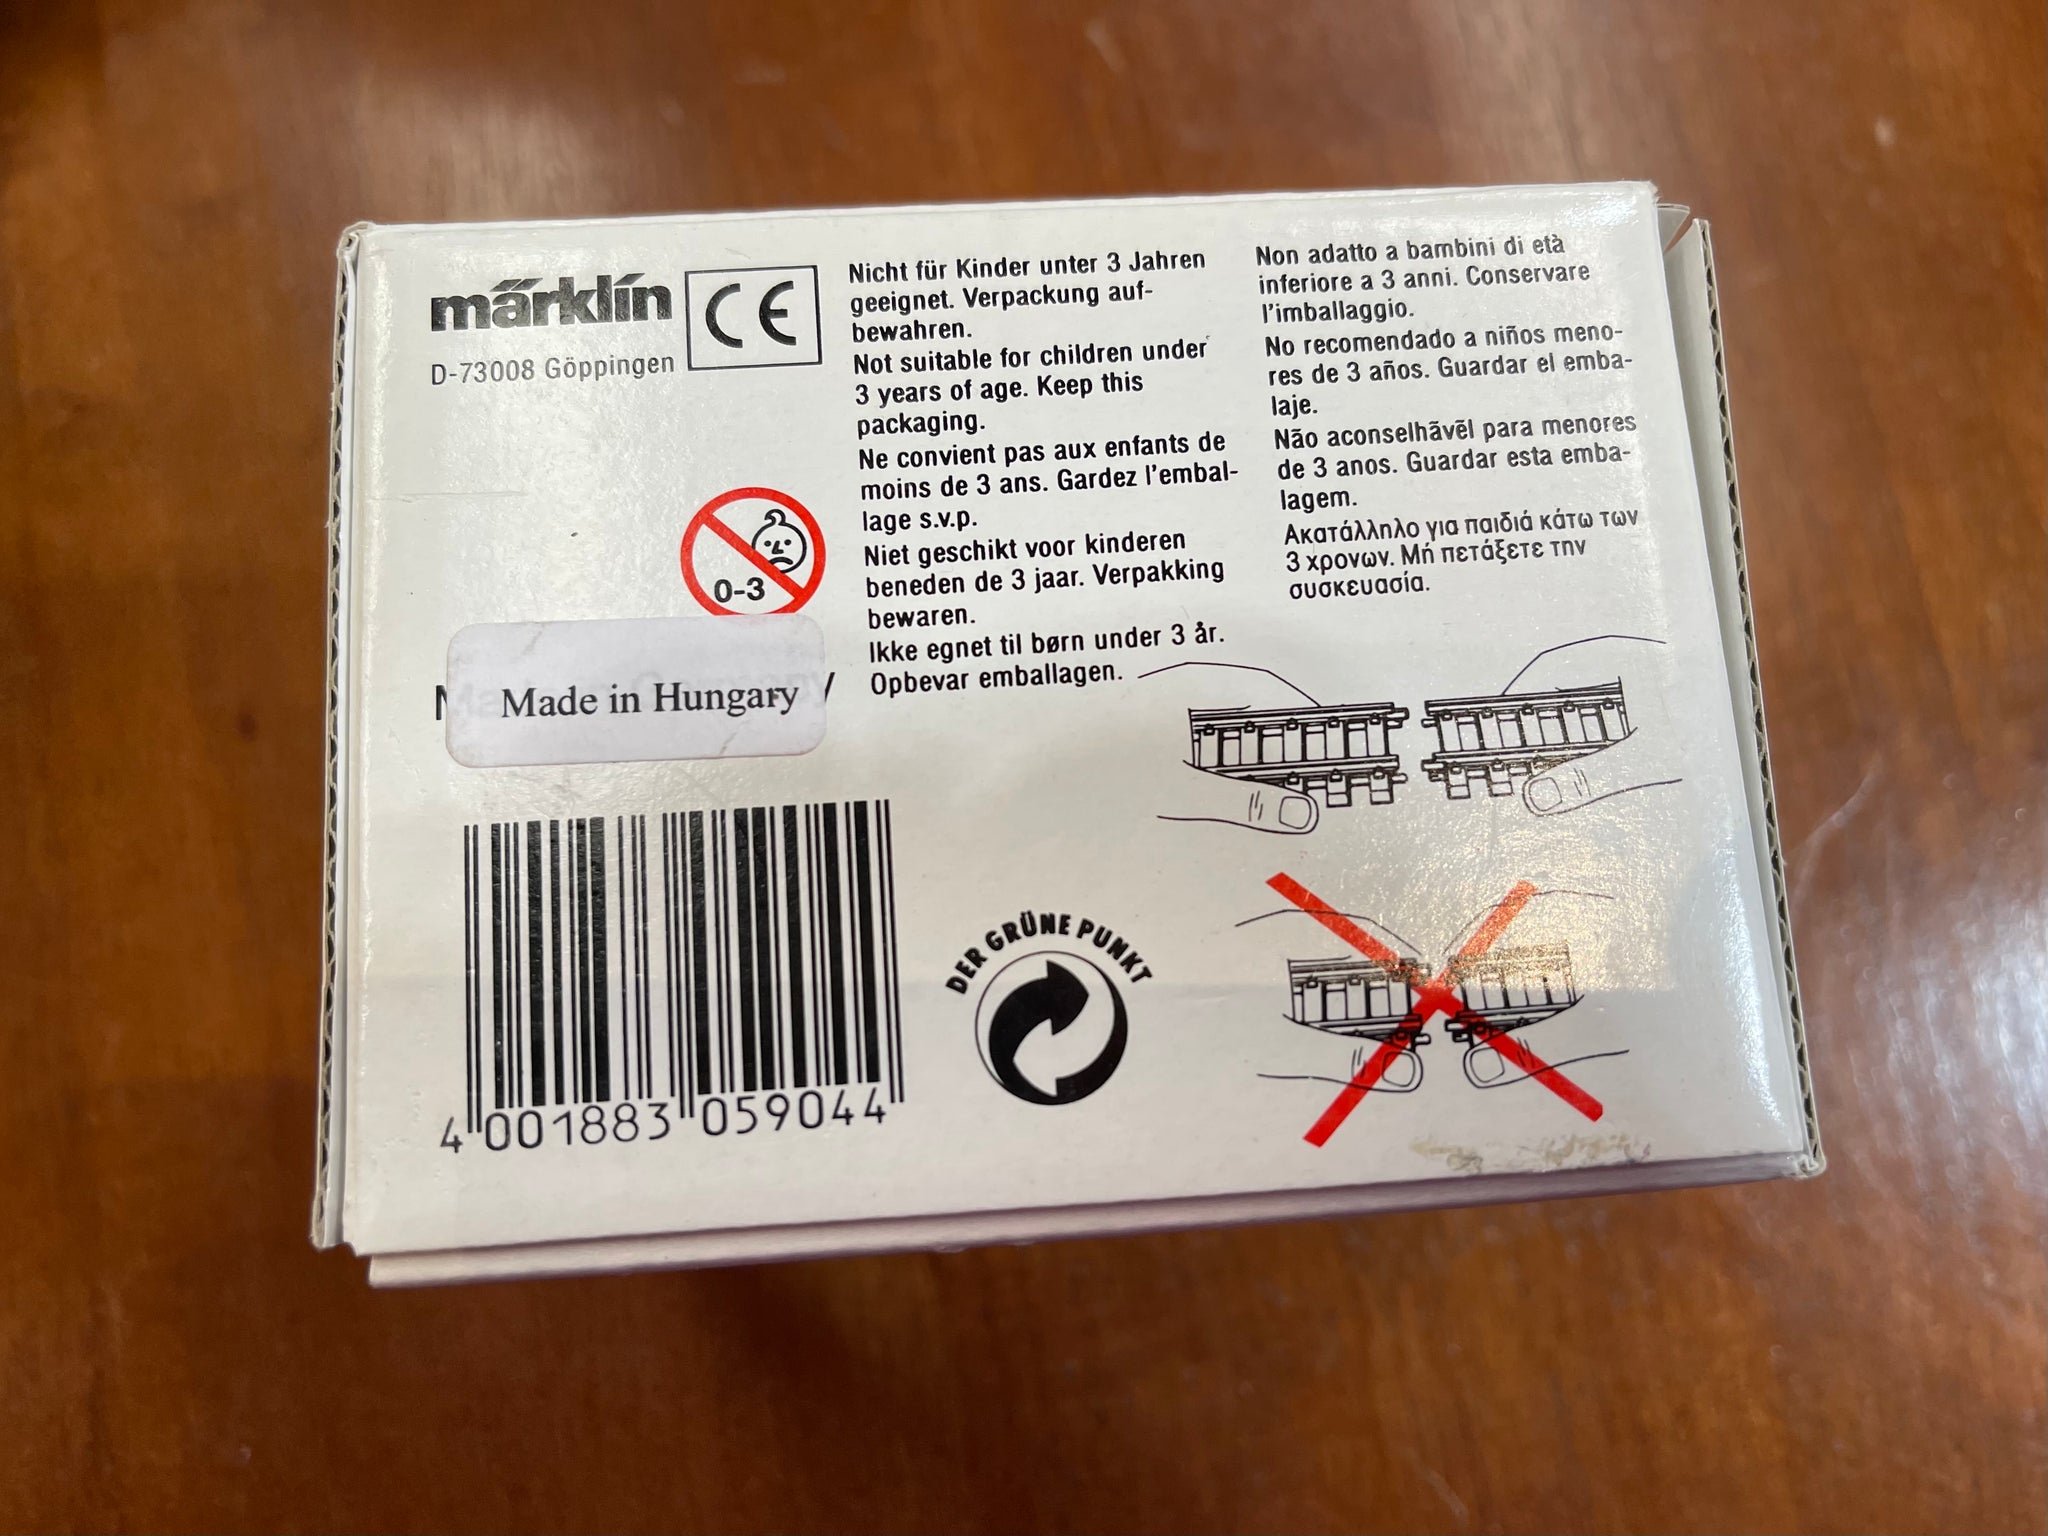 märklin
CE
D-73008 Göppingen
0-3
Made in Hungary
4 001883 059044
Nicht für Kinder unter 3 Jahren
geeignet. Verpackung auf-
bewahren.
Not suitable for children under
3 years of age. Keep this
packaging.
Ne convient pas aux enfants de
moins de 3 ans. Gardez l'embal-
lage s.v.p.
Niet geschikt voor kinderen
beneden de 3 jaar. Verpakking
bewaren.
Ikke egnet til børn under 3 år.
Opbevar emballagen.
Non adatto a bambini di età
inferiore a 3 anni. Conservare
l'imballaggio.
No recomendado a niños meno-
res de 3 años. Guardar el emba-
laje.
Não aconselhãvēl para menores
de 3 anos. Guardar esta emba-
lagem.
Ακατάλληλο για παιδιά κάτω των
3 χρονων. Μή πετάξετε την
συσκευασία.
DER GRÜNE PUNKT